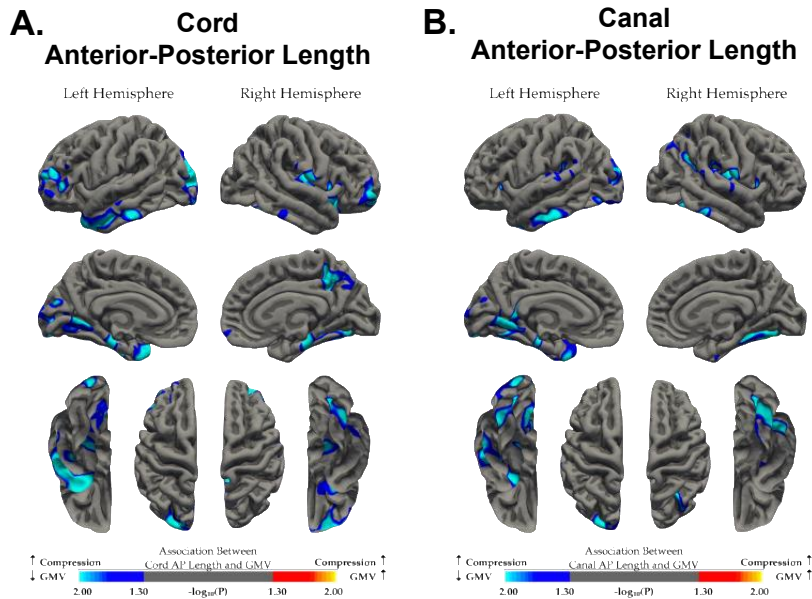 A. Cord
Anterior-Posterior Length
Left Hemisphere Right Hemisphere
↑ Compression Association Between Compression ↑
↓ GMV Cord AP Length and GMV GMV ↑
2.00 1.30 -log₁₀(P) 1.30 2.00
B. Canal
Anterior-Posterior Length
Left Hemisphere Right Hemisphere
↑ Compression Association Between Compression ↑
↓ GMV Canal AP Length and GMV GMV ↑
2.00 1.30 -log₁₀(P) 1.30 2.00